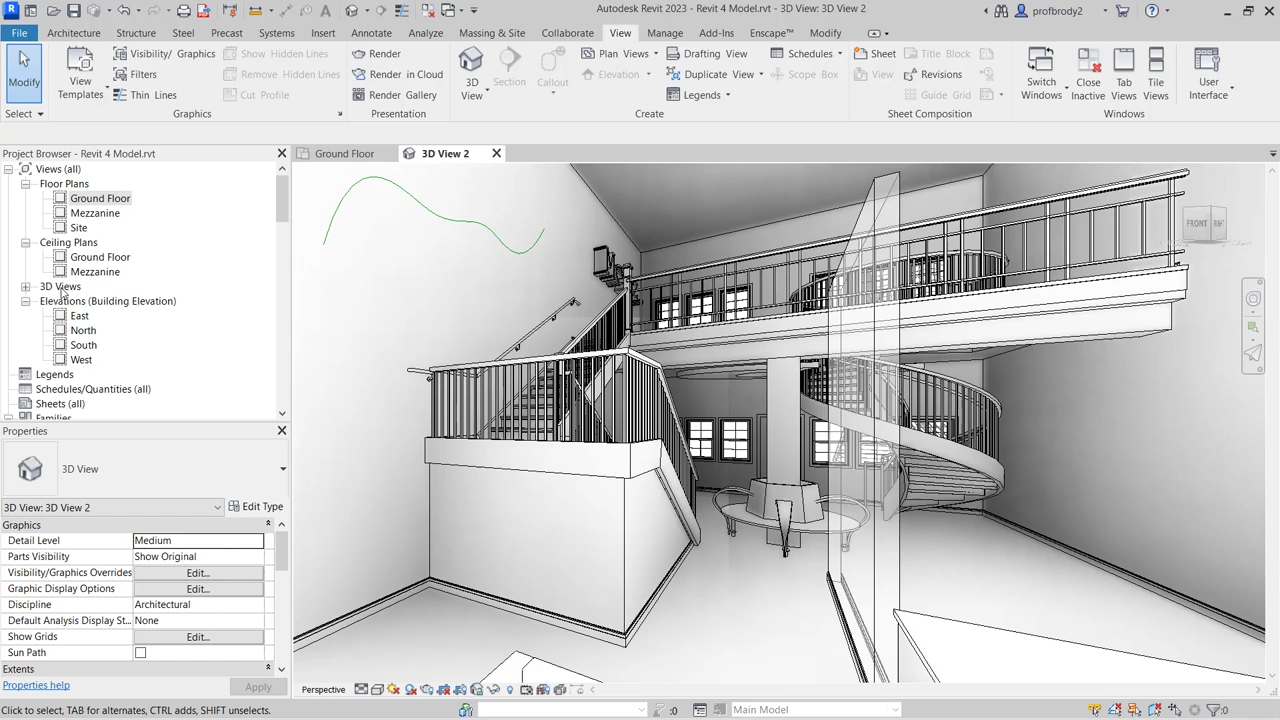 Autodesk Revit 2023 - Revit 4 Model.rvt - 3D View: 3D View 2
profbrody2
File Architecture Structure Steel Precast Systems Insert Annotate Analyze Massing & Site Collaborate View Manage Add-Ins Enscape™ Modify
Modify
Select
View
Templates
Visibility/ Graphics
Filters
Thin Lines
Show Hidden Lines
Remove Hidden Lines
Cut Profile
Graphics
Render
Render in Cloud
Render Gallery
Presentation
3D
View
Section
Callout
Plan Views
Elevation
Drafting View
Duplicate View
Legends
Schedules
Scope Box
Create
Sheet
View
Title Block
Revisions
Guide Grid
Sheet Composition
Switch
Windows
Close
Inactive
Tab
Views
Tile
Views
User
Interface
Windows
Project Browser - Revit 4 Model.rvt
Ground Floor
3D View 2
Views (all)
Floor Plans
Ground Floor
Mezzanine
Site
Ceiling Plans
Ground Floor
Mezzanine
3D Views
Elevations (Building Elevation)
East
North
South
West
Legends
Schedules/Quantities (all)
Sheets (all)
Families
FRONT
Properties
3D View
3D View: 3D View 2
Edit Type
Graphics
Detail Level Medium
Parts Visibility Show Original
Visibility/Graphics Overrides Edit...
Graphic Display Options Edit...
Discipline Architectural
Default Analysis Display St... None
Show Grids Edit...
Sun Path
Extents
Properties help
Apply
Perspective
Click to select, TAB for alternates, CTRL adds, SHIFT unselects.
:0
Main Model
:0